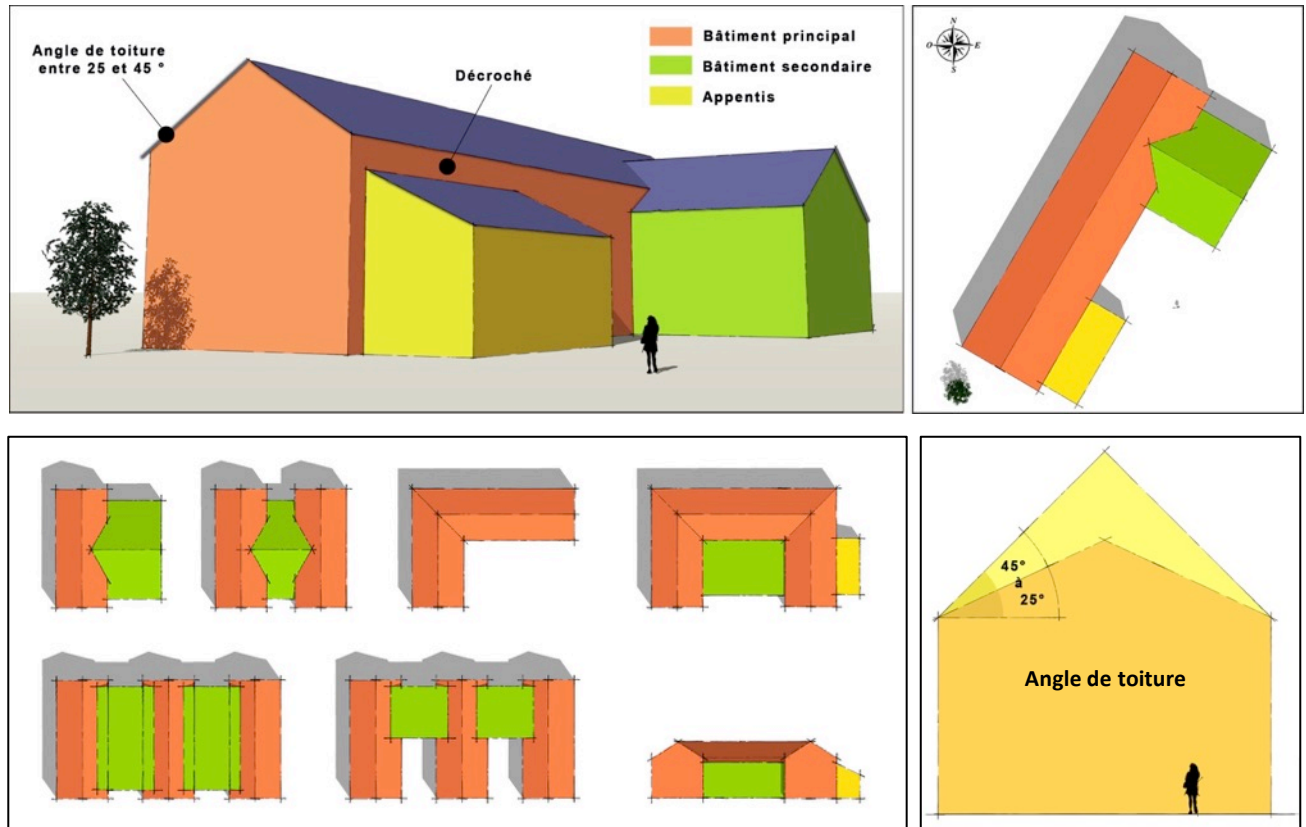 Angle de toiture
entre 25 et 45 °
Décroché
Bâtiment principal
Bâtiment secondaire
Appentis
N
O
E
S
45°
à
25°
Angle de toiture